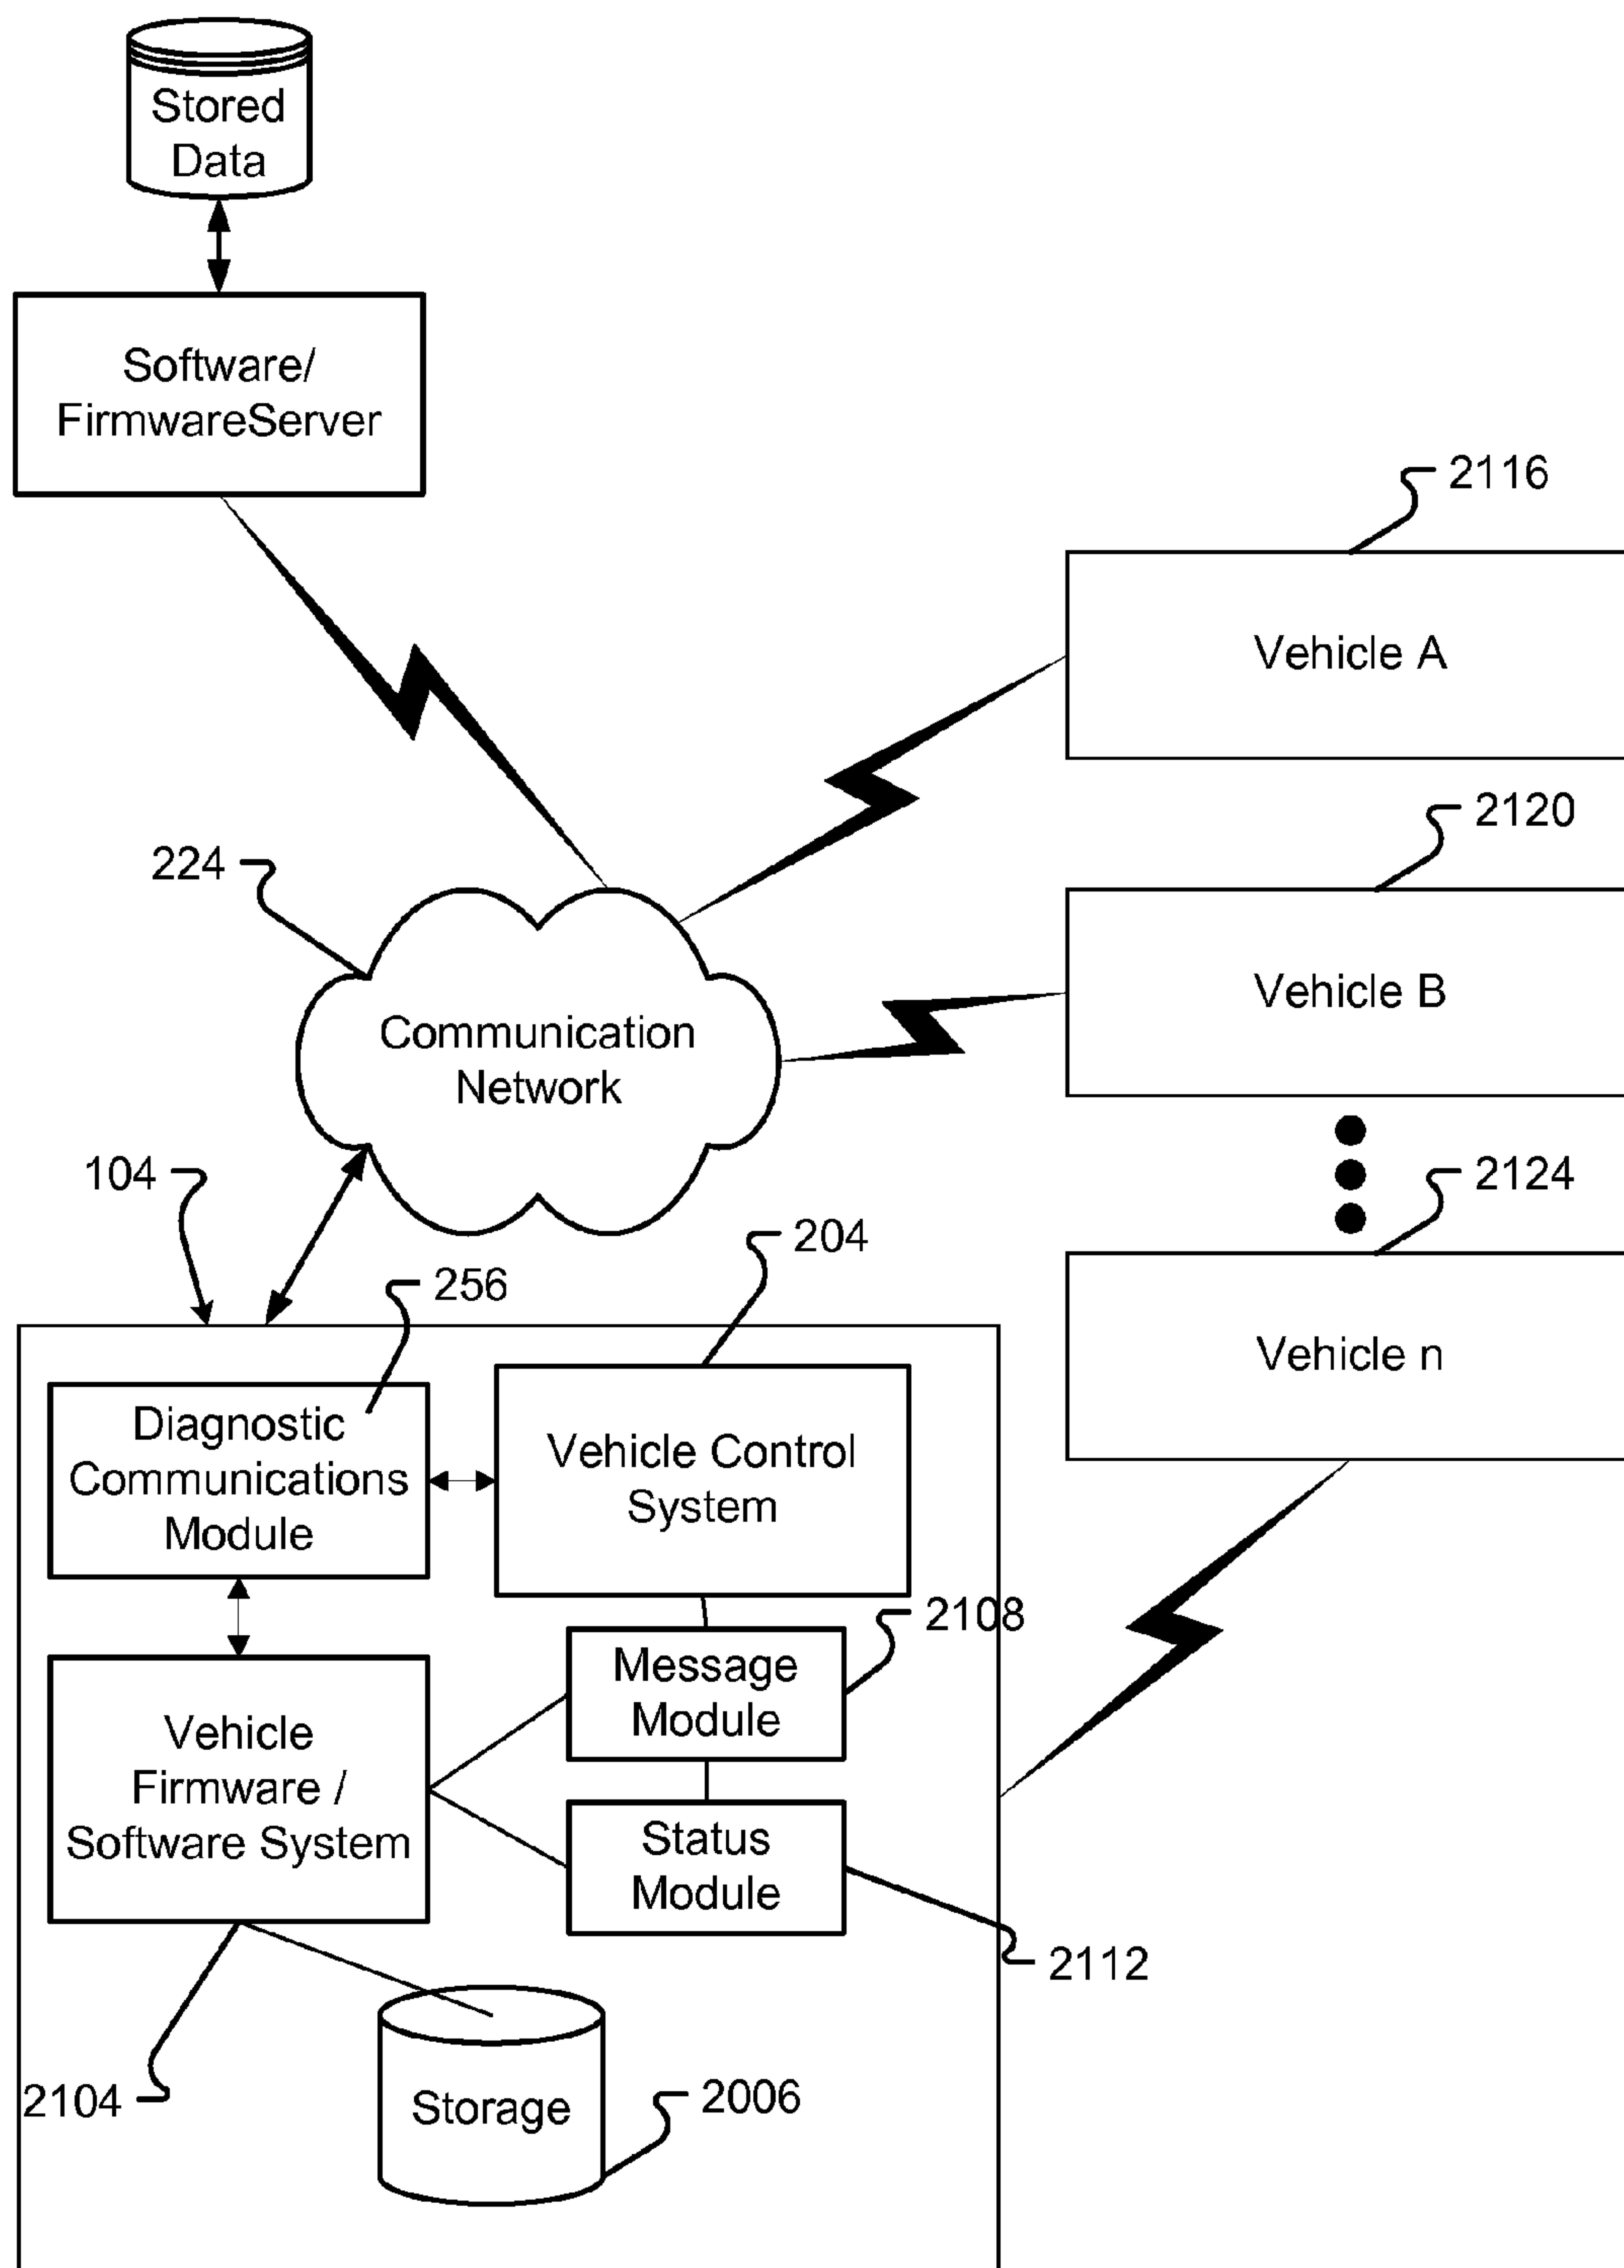 Stored
Data
Software/
FirmwareServer
2116
Vehicle A
2120
Vehicle B
224
Communication
Network
104
2124
204
256
Vehicle n
Diagnostic
Communications
Module
Vehicle Control
System
2108
Message
Module
Vehicle
Firmware /
Software System
Status
Module
2112
2104
Storage
2006